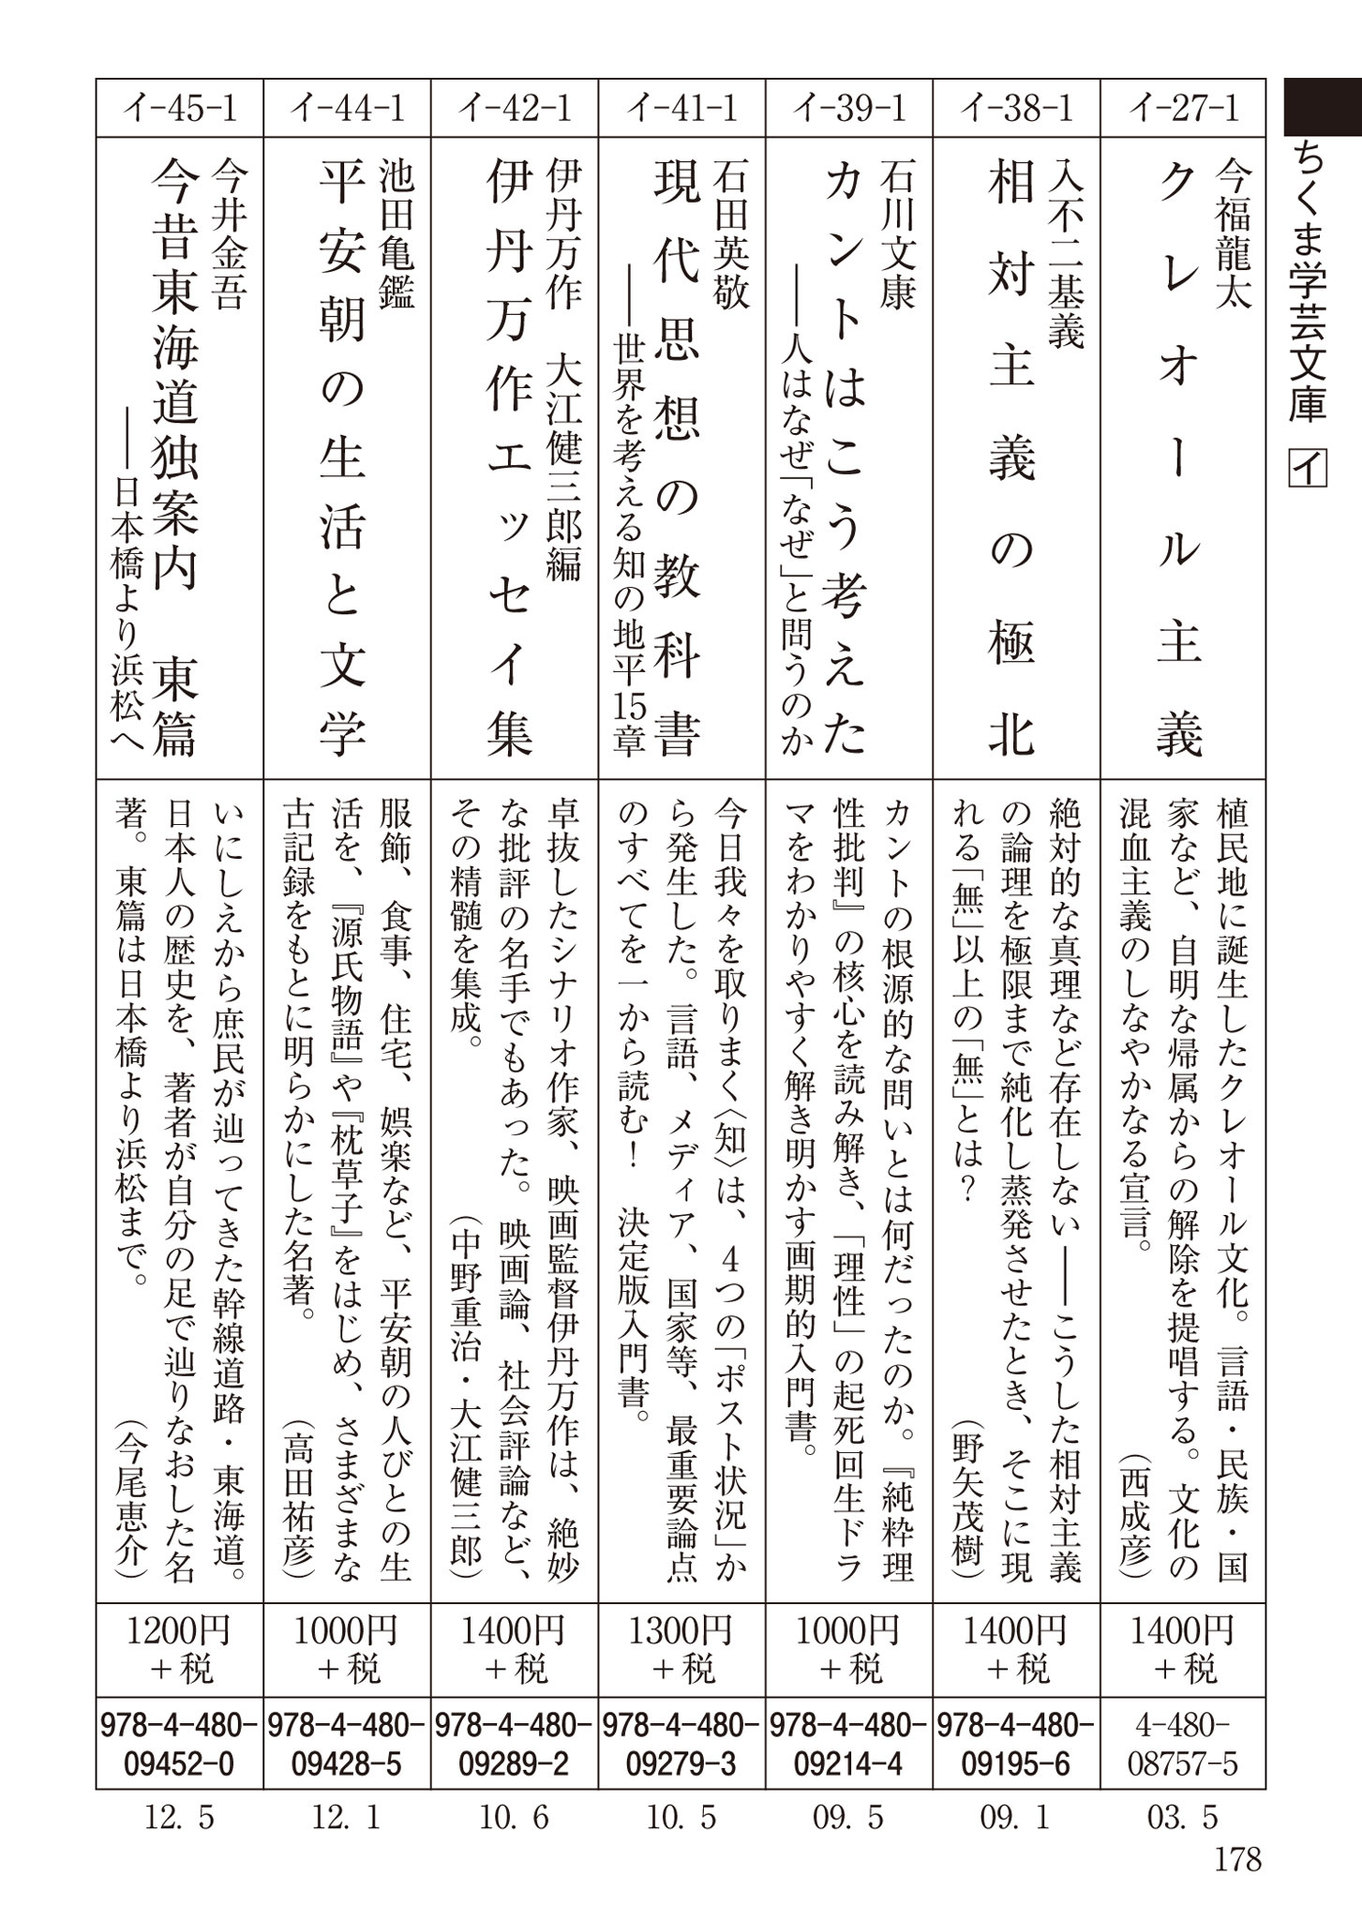 ちくま学芸文庫 イ
イ-27-1
今福龍太
クレオール主義
植民地に誕生したクレオール文化。言語・民族・国
家など、自明な帰属からの解除を提唱する。文化の
混血主義のしなやかなる宣言。（西成彦）
1400円
+税
4-480-
08757-5
03. 5
イ-38-1
入不二基義
相対主義の極北
絶対的な真理など存在しない――こうした相対主義
の論理を極限まで純化し蒸発させたとき、そこに現
れる「無」以上の「無」とは？（野矢茂樹）
1400円
+税
978-4-480-
09195-6
09. 1
イ-39-1
石川文康
カントはこう考えた
――人はなぜ「なぜ」と問うのか
カントの根源的な問いとは何だったのか。『純粋理
性批判』の核心を読み解き、「理性」の起死回生ドラ
マをわかりやすく解き明かす画期的入門書。
1000円
+税
978-4-480-
09214-4
09. 5
イ-41-1
石田英敬
現代思想の教科書
――世界を考える知の地平15章
今日我々を取りまく〈知〉は、4つの「ポスト状況」か
ら発生した。言語、メディア、国家等、最重要論点
のすべてを一から読む！　決定版入門書。
1300円
+税
978-4-480-
09279-3
10. 5
イ-42-1
伊丹万作　大江健三郎編
伊丹万作エッセイ集
卓抜したシナリオ作家、映画監督伊丹万作は、絶妙
な批評の名手でもあった。映画論、社会評論など、
その精髄を集成。（中野重治・大江健三郎）
1400円
+税
978-4-480-
09289-2
10. 6
イ-44-1
池田亀鑑
平安朝の生活と文学
服飾、食事、住宅、娯楽など、平安朝の人びとの生
活を、『源氏物語』や『枕草子』をはじめ、さまざまな
古記録をもとに明らかにした名著。（高田祐彦）
1000円
+税
978-4-480-
09428-5
12. 1
イ-45-1
今井金吾
今昔東海道独案内　東篇
――日本橋より浜松へ
いにしえから庶民が辿ってきた幹線道路・東海道。
日本人の歴史を、著者が自分の足で辿りなおした名
著。東篇は日本橋より浜松まで。（今尾恵介）
1200円
+税
978-4-480-
09452-0
12. 5
178